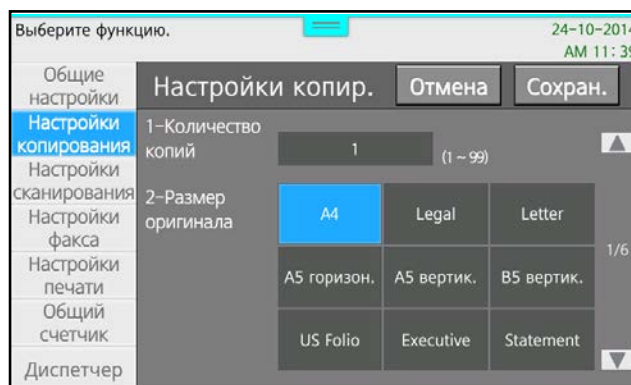 Выберите функцию.
24-10-2014
AM 11:39
Общие
настройки
Настройки
копирования
Настройки
сканирования
Настройки
факса
Настройки
печати
Общий
счетчик
Диспетчер
Настройки копир.
Отмена
Сохран.
1-Количество
копий
1
(1~99)
2-Размер
оригинала
A4
Legal
Letter
A5 горизон.
A5 вертик.
B5 вертик.
US Folio
Executive
Statement
1/6